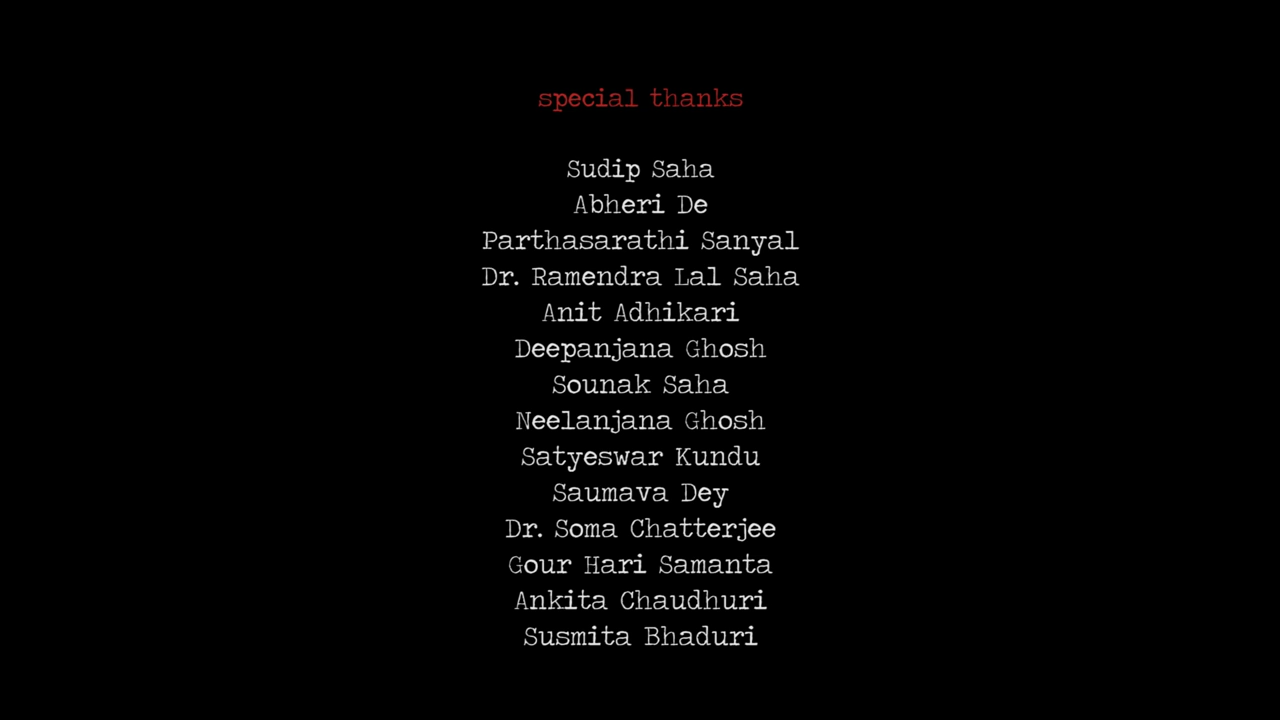 special thanks
Sudip Saha
Abheri De
Parthasarathi Sanyal
Dr. Ramendra Lal Saha
Anit Adhikari
Deepanjana Ghosh
Sounak Saha
Neelanjana Ghosh
Satyeswar Kundu
Saumava Dey
Dr. Soma Chatterjee
Gour Hari Samanta
Ankita Chaudhuri
Susmita Bhaduri